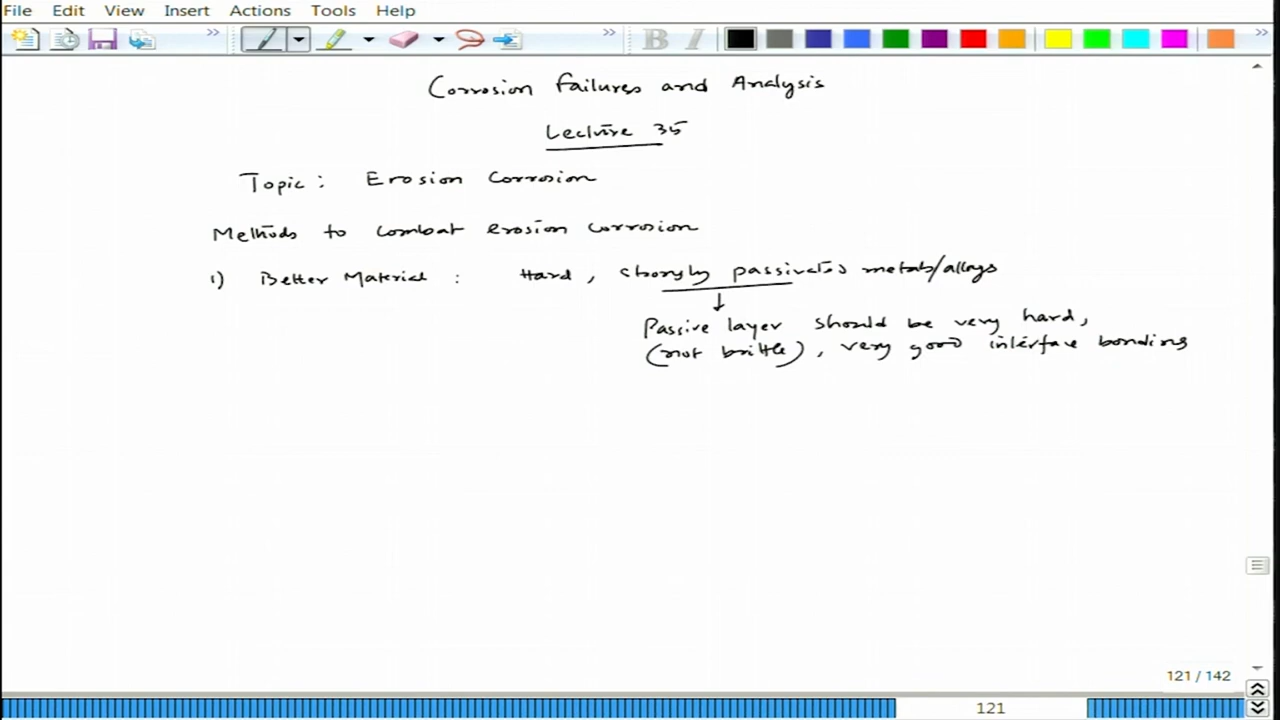 File Edit View Insert Actions Tools Help
B I
Corrosion Failures and Analysis
Lecture 35
Topic: Erosion Corrosion
Methods to combat erosion corrosion
1) Better Material : Hard, strongly passivates metals/alloys
Passive layer should be very hard,
(not brittle), very good interface bonding
121 / 142
121